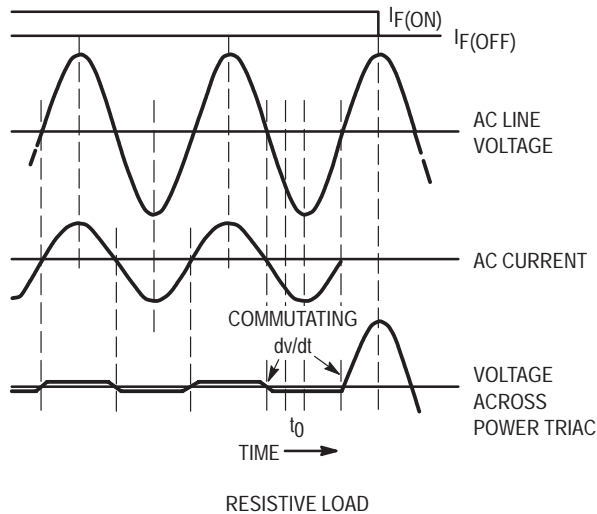 IF(ON)
IF(OFF)
AC LINE
VOLTAGE
AC CURRENT
COMMUTATING
dv/dt
VOLTAGE
ACROSS
POWER TRIAC
t0
TIME
RESISTIVE LOAD